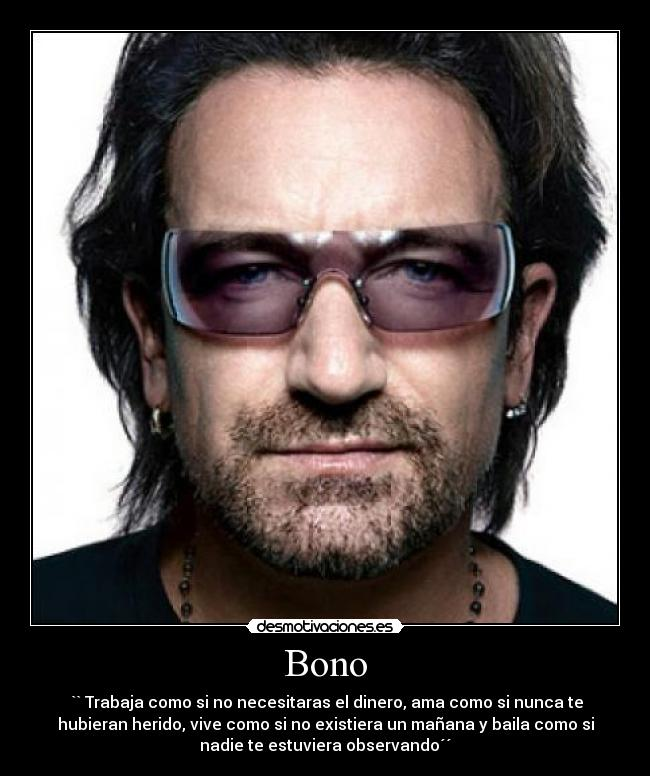 desmotivaciones.es
Bono
`` Trabaja como si no necesitaras el dinero, ama como si nunca te
hubieran herido, vive como si no existiera un mañana y baila como si
nadie te estuviera observando´´